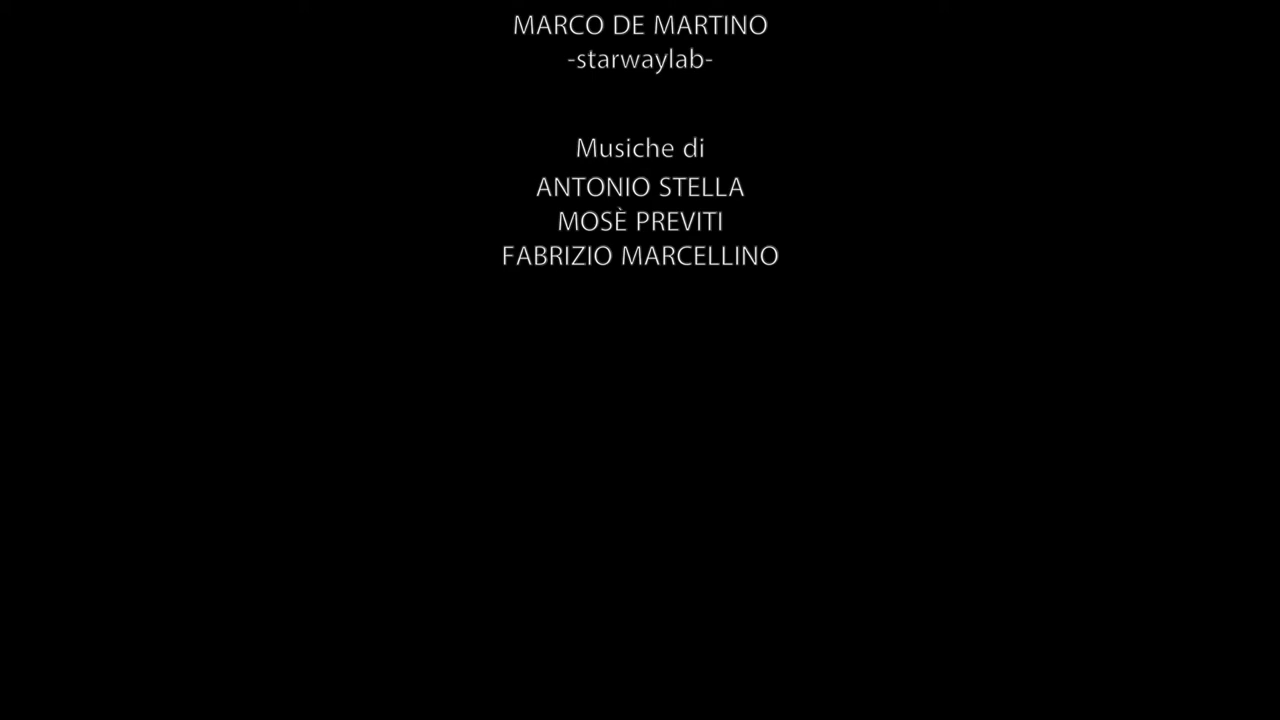 MARCO DE MARTINO
-starwaylab-
Musiche di
ANTONIO STELLA
MOSÈ PREVITI
FABRIZIO MARCELLINO